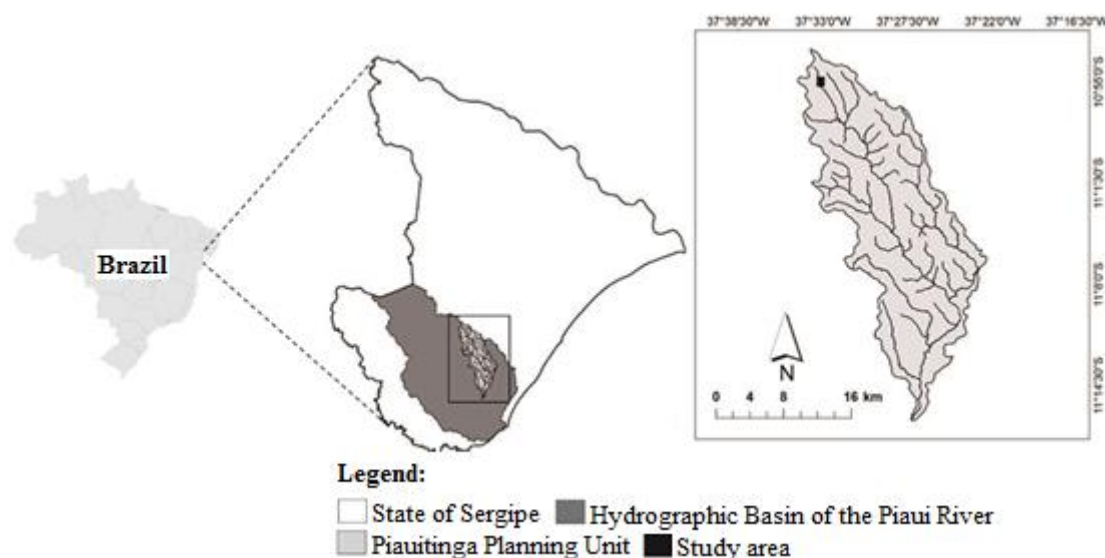 37°38'30"W 37°33'0"W 37°27'30"W 37°22'0"W 37°16'30"W
10°55'0"S
11°1'30"S
11°8'0"S
11°14'30"S
Brazil
N
0 4 8 16 km
Legend:
State of Sergipe Hydrographic Basin of the Piaui River
Piauitinga Planning Unit Study area